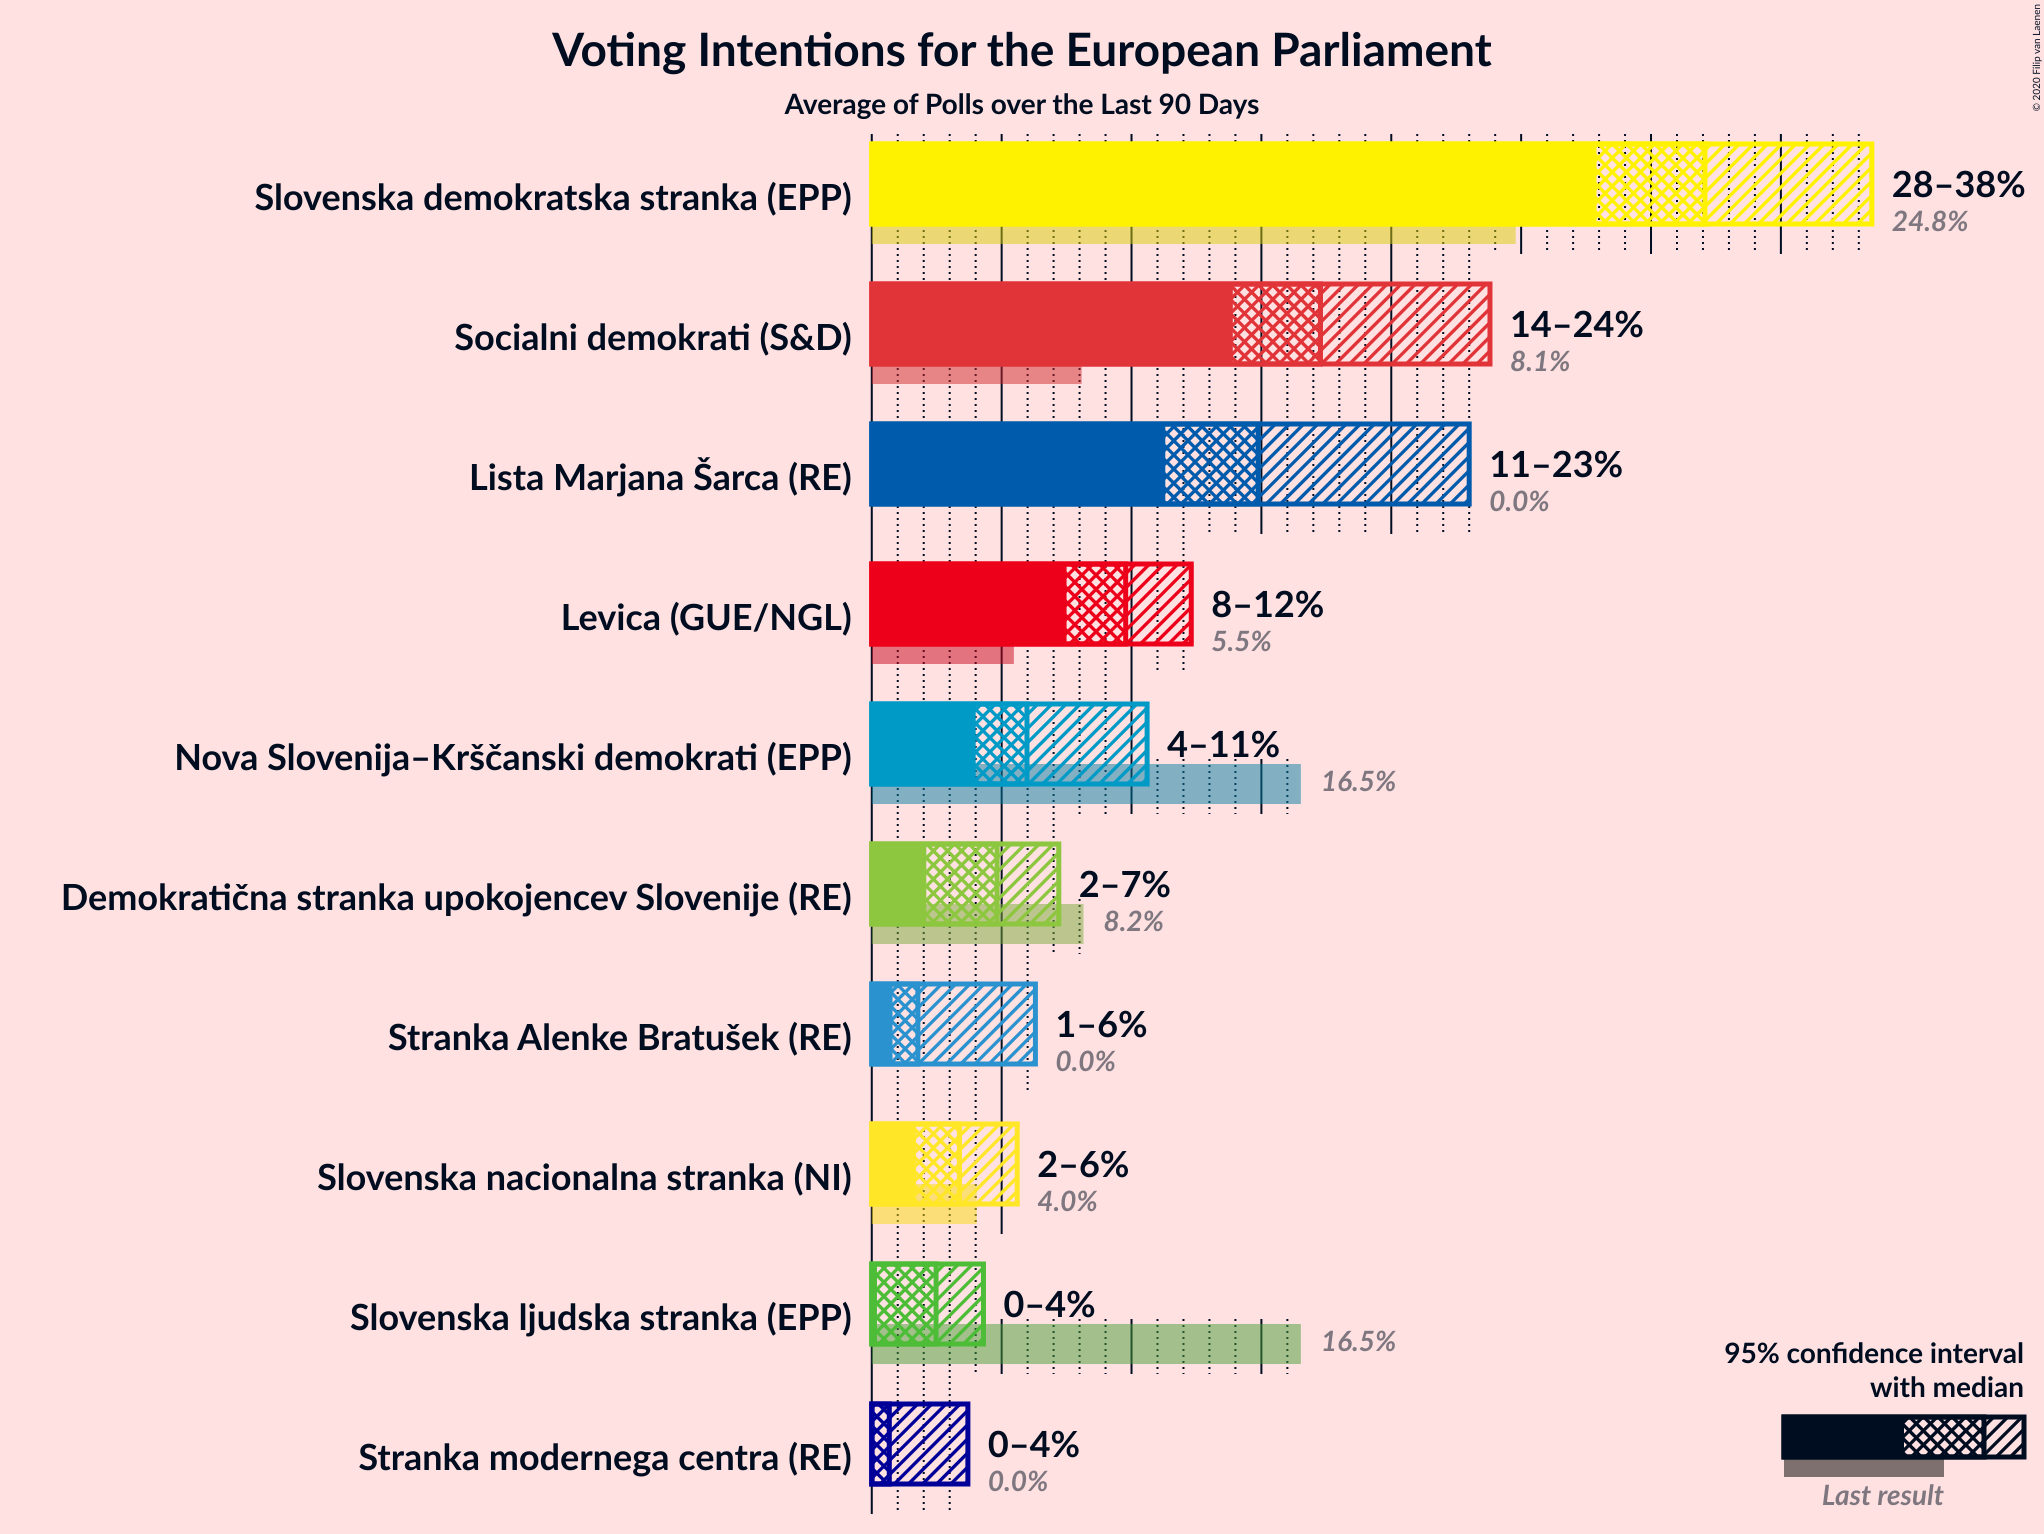 © 2020 Filip van Laenen
Voting Intentions for the European Parliament
Average of Polls over the Last 90 Days
Slovenska demokratska stranka (EPP)
28–38%
24.8%
Socialni demokrati (S&D)
14–24%
8.1%
Lista Marjana Šarca (RE)
11–23%
0.0%
Levica (GUE/NGL)
8–12%
5.5%
Nova Slovenija–Krščanski demokrati (EPP)
4–11%
16.5%
Demokratična stranka upokojencev Slovenije (RE)
2–7%
8.2%
Stranka Alenke Bratušek (RE)
1–6%
0.0%
Slovenska nacionalna stranka (NI)
2–6%
4.0%
Slovenska ljudska stranka (EPP)
0–4%
16.5%
Stranka modernega centra (RE)
0–4%
0.0%
95% confidence interval
with median
Last result